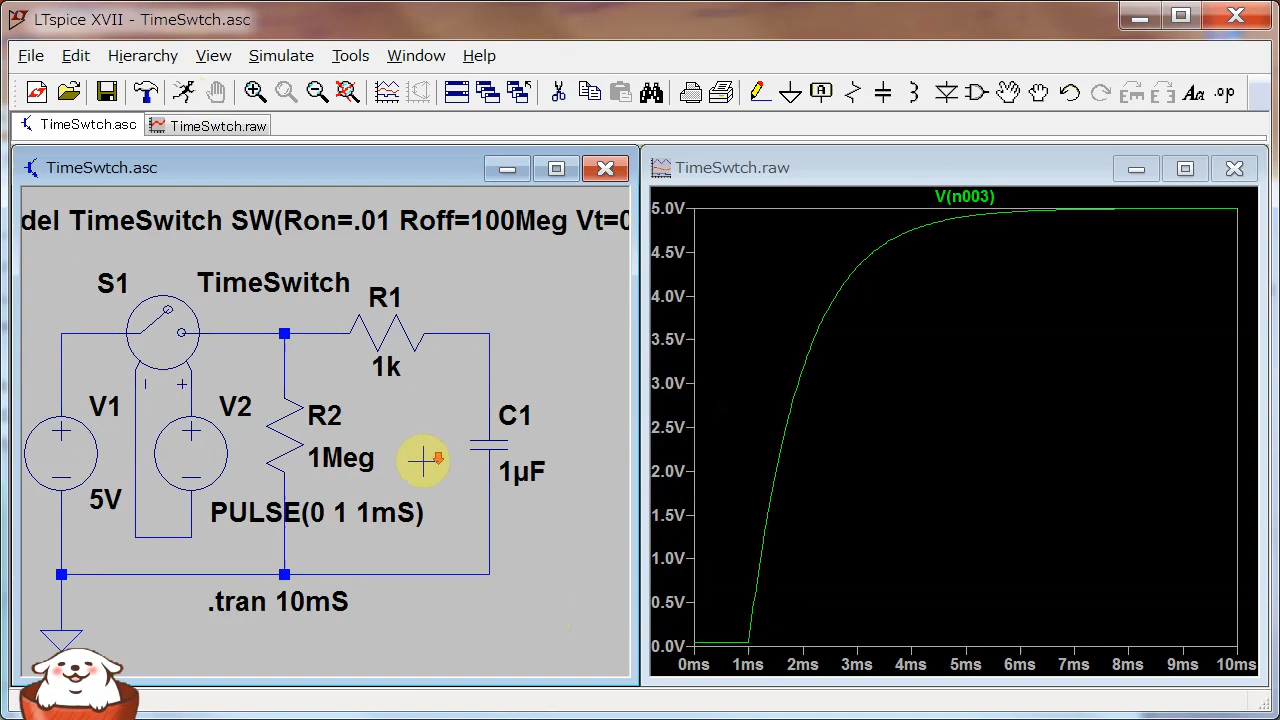 LTspice XVII - TimeSwtch.asc
File Edit Hierarchy View Simulate Tools Window Help
Aa .op
TimeSwtch.asc TimeSwtch.raw
TimeSwtch.asc
del TimeSwitch SW(Ron=.01 Roff=100Meg Vt=0
S1 TimeSwitch
R1
1k
V1 V2
R2
1Meg
C1
1µF
5V
PULSE(0 1 1mS)
.tran 10mS
TimeSwtch.raw
V(n003)
5.0V
4.5V
4.0V
3.5V
3.0V
2.5V
2.0V
1.5V
1.0V
0.5V
0.0V
0ms 1ms 2ms 3ms 4ms 5ms 6ms 7ms 8ms 9ms 10ms